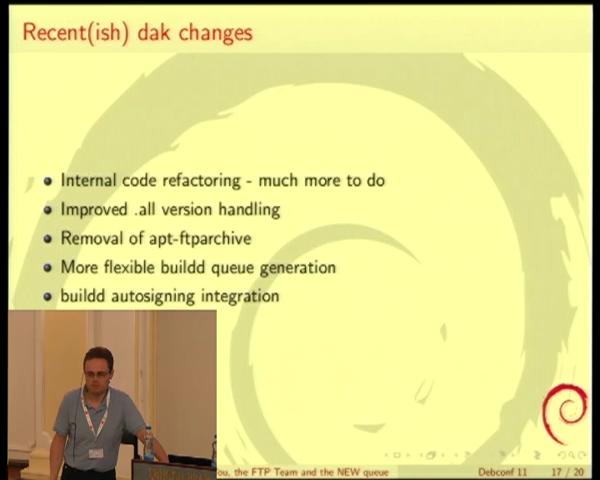 Recent(ish) dak changes
Internal code refactoring - much more to do
Improved .all version handling
Removal of apt-ftparchive
More flexible buildd queue generation
buildd autosigning integration
ou, the FTP Team and the NEW queue
Debconf 11
17 / 20